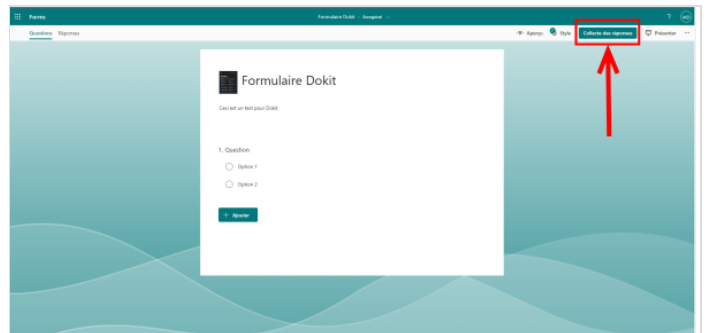 Forms
Formulaire Dokit - Enregistré
?
MD
Questions Réponses
Aperçu Style Collecte des réponses Présenter ...
Formulaire Dokit
Ceci est un test pour Dokit
1. Question
Option 1
Option 2
+ Ajouter